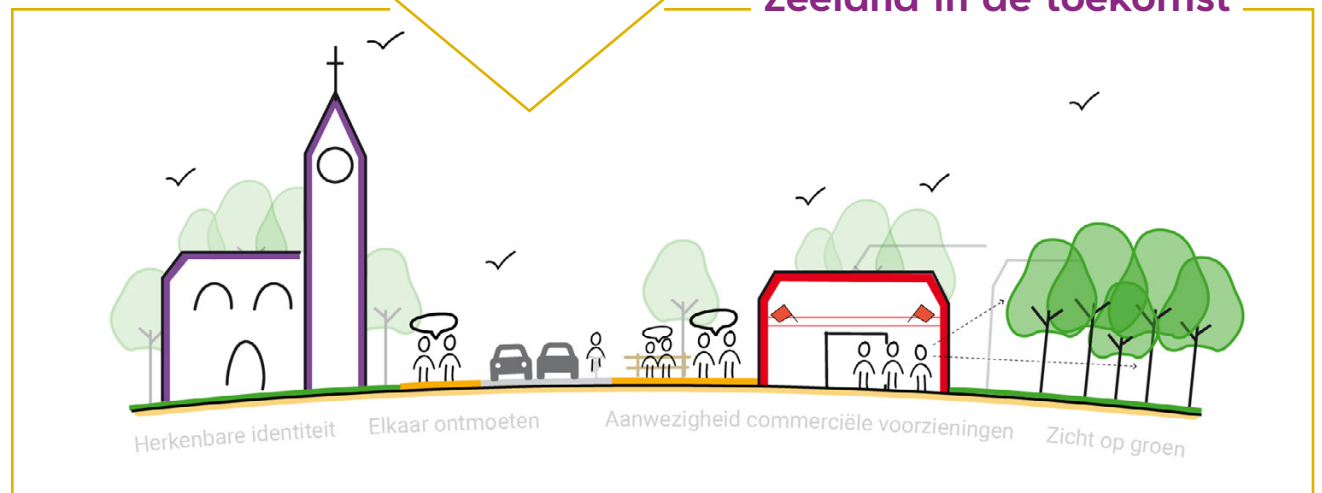 Zeeland in de toekomst
Herkenbare identiteit
Elkaar ontmoeten
Aanwezigheid commerciële voorzieningen
Zicht op groen